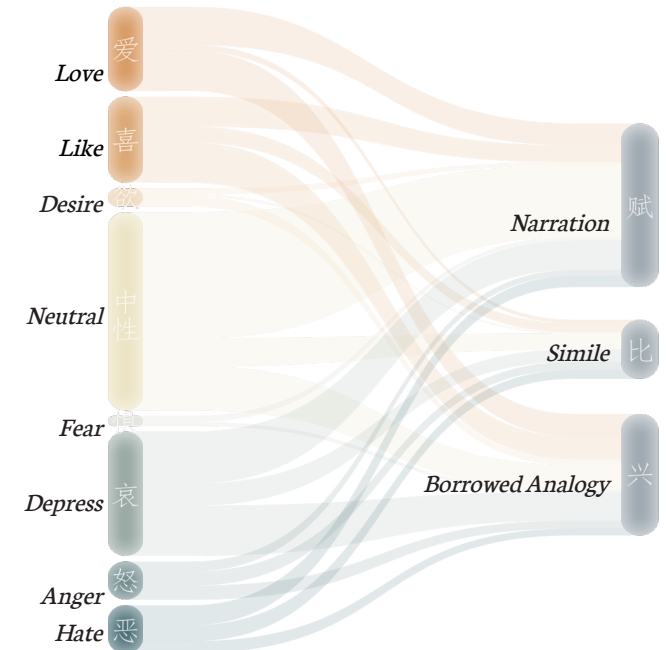 爱
Love
喜
Like
欲
Desire
中
性
Neutral
惧
Fear
哀
Depress
怒
Anger
恶
Hate
赋
Narration
比
Simile
兴
Borrowed Analogy